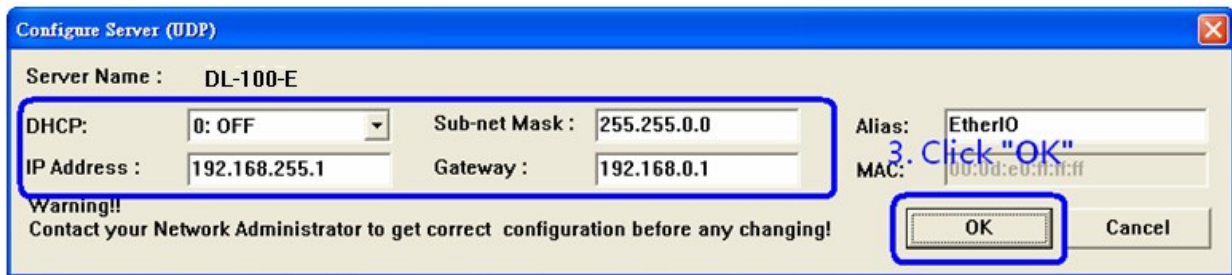 Configure Server (UDP)
Server Name : DL-100-E
DHCP: 0: OFF Sub-net Mask : 255.255.0.0 Alias: EtherIO
IP Address : 192.168.255.1 Gateway : 192.168.0.1 MAC:
3. Click "OK"
Warning!!
Contact your Network Administrator to get correct configuration before any changing!
OK Cancel